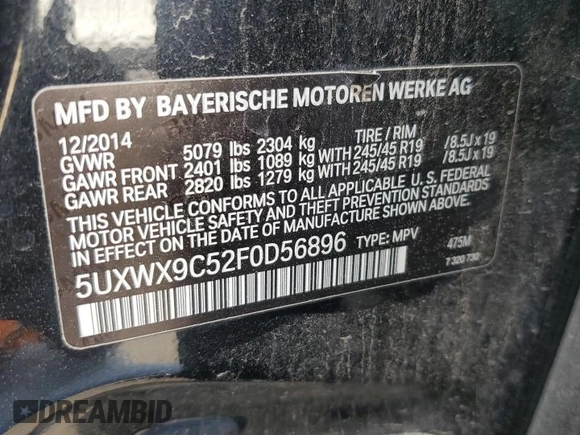 MFD BY BAYERISCHE MOTOREN WERKE AG
12/2014 TIRE / RIM
GVWR 5079 lbs 2304 kg
GAWR FRONT 2401 lbs 1089 kg WITH 245/45 R19 /8.5J x 19
GAWR REAR 2820 lbs 1279 kg WITH 245/45 R19 /8.5J x 19
THIS VEHICLE CONFORMS TO ALL APPLICABLE U. S. FEDERAL
MOTOR VEHICLE SAFETY AND THEFT PREVENTION STANDARDS
IN EFFECT ON THE DATE OF MANUFACTURE SHOWN ABOVE.
5UXWX9C52F0D56896 TYPE: MPV 475M
7 320 730
DREAMBID